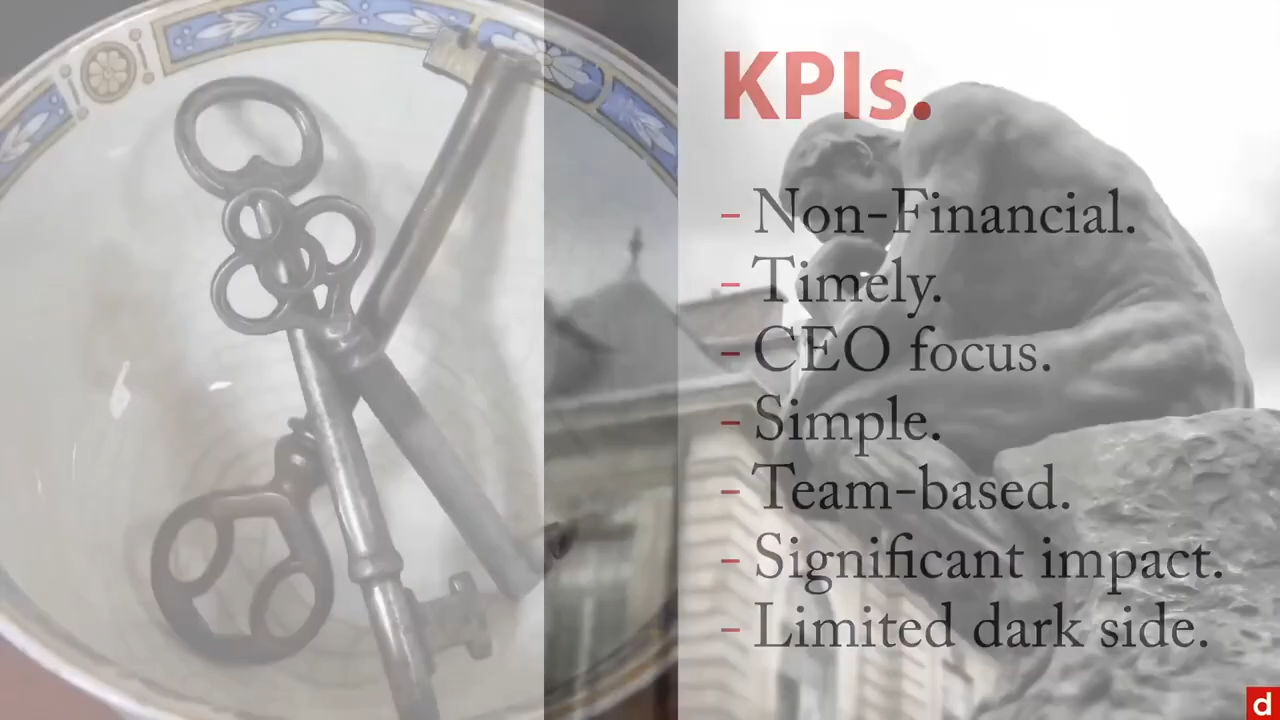 KPIs.
- Non-Financial.
- Timely.
- CEO focus.
- Simple.
- Team-based.
- Significant impact.
- Limited dark side.
d